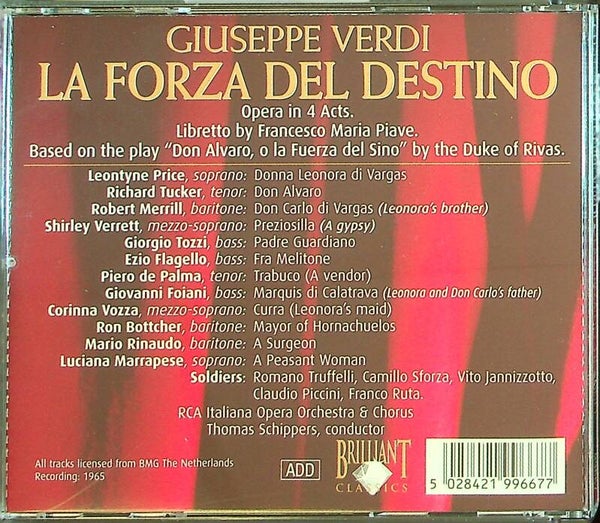 GIUSEPPE VERDI
LA FORZA DEL DESTINO
Opera in 4 Acts.
Libretto by Francesco Maria Piave.
Based on the play "Don Alvaro, o la Fuerza del Sino" by the Duke of Rivas.
Leontyne Price, soprano: Donna Leonora di Vargas
Richard Tucker, tenor: Don Alvaro
Robert Merrill, baritone: Don Carlo di Vargas (Leonora's brother)
Shirley Verrett, mezzo-soprano: Preziosilla (A gypsy)
Giorgio Tozzi, bass: Padre Guardiano
Ezio Flagello, bass: Fra Melitone
Piero de Palma, tenor: Trabuco (A vendor)
Giovanni Foiani, bass: Marquis di Calatrava (Leonora and Don Carlo's father)
Corinna Vozza, mezzo-soprano: Curra (Leonora's maid)
Ron Bottcher, baritone: Mayor of Hornachuelos
Mario Rinaudo, baritone: A Surgeon
Luciana Marrapese, soprano: A Peasant Woman
Soldiers: Romano Truffelli, Camillo Sforza, Vito Jannizzotto,
Claudio Piccini, Franco Ruta.
RCA Italiana Opera Orchestra & Chorus
Thomas Schippers, conductor
All tracks licensed from BMG The Netherlands
Recording: 1965
ADD
BRILLIANT
CLASSICS
5 028421 996677